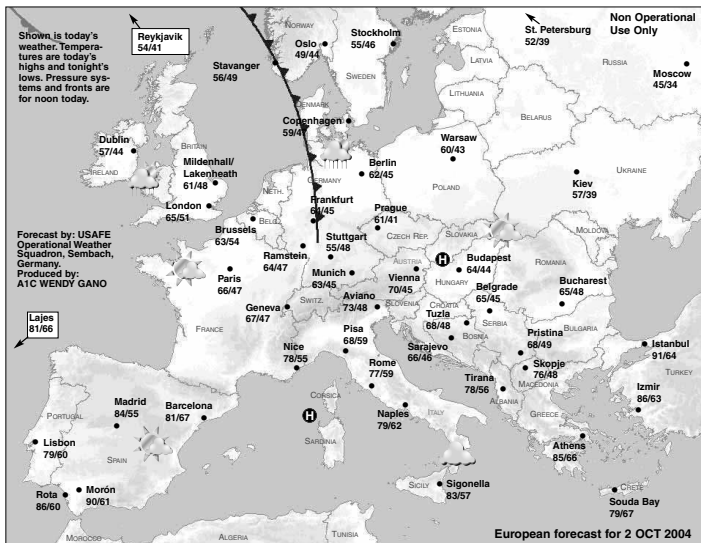 Shown is today's
weather. Tempera-
tures are today's
highs and tonight's
lows. Pressure sys-
tems and fronts are
for noon today.
Reykjavik
54/41
NORWAY
Oslo
49/44
Stockholm
55/46
ESTONIA
St. Petersburg
52/39
Non Operational
Use Only
RUSSIA
Moscow
45/34
LATVIA
Stavanger
56/49
SWEDEN
LITHUANIA
DENMARK
Copenhagen
BELARUS
Dublin
57/44
BRITAIN
IRELAND
Mildenhall/
Lakenheath
61/48
London
65/51
NETH.
GERMANY
Berlin
62/45
Warsaw
60/43
POLAND
UKRAINE
Kiev
57/39
Brussels
63/54
BELG.
Frankfurt
61/45
Prague
61/41
CZECH REP.
SLOVAKIA
MOLDOVA
Forecast by: USAFE
Operational Weather
Squadron, Sembach,
Germany.
Produced by:
A1C WENDY GANO
Ramstein
64/47
Stuttgart
55/48
Paris
66/47
Munich
63/45
AUSTRIA
Vienna
70/45
H
Budapest
64/44
HUNGARY
ROMANIA
Bucharest
65/48
Lajes
81/66
Geneva
67/47
SWITZ.
Aviano
73/48
SLOVENIA
CROATIA
Belgrade
65/45
FRANCE
Pisa
68/59
Tuzla
68/48
SERBIA
BOSNIA
Sarajevo
66/46
Pristina
68/49
BULGARIA
Istanbul
91/64
Nice
78/55
Rome
77/59
Skopje
76/48
MACEDONIA
TURKEY
Tirana
78/56
ALBANIA
Izmir
86/63
CORSICA
H
SARDINIA
Naples
79/62
ITALY
GREECE
Athens
85/66
PORTUGAL
Madrid
84/55
Barcelona
81/67
Lisbon
79/60
SPAIN
Rota
86/60
Morón
90/61
SICILY
Sigonella
83/57
CRETE
Souda Bay
79/67
MOROCCO
ALGERIA
TUNISIA
European forecast for 2 OCT 2004